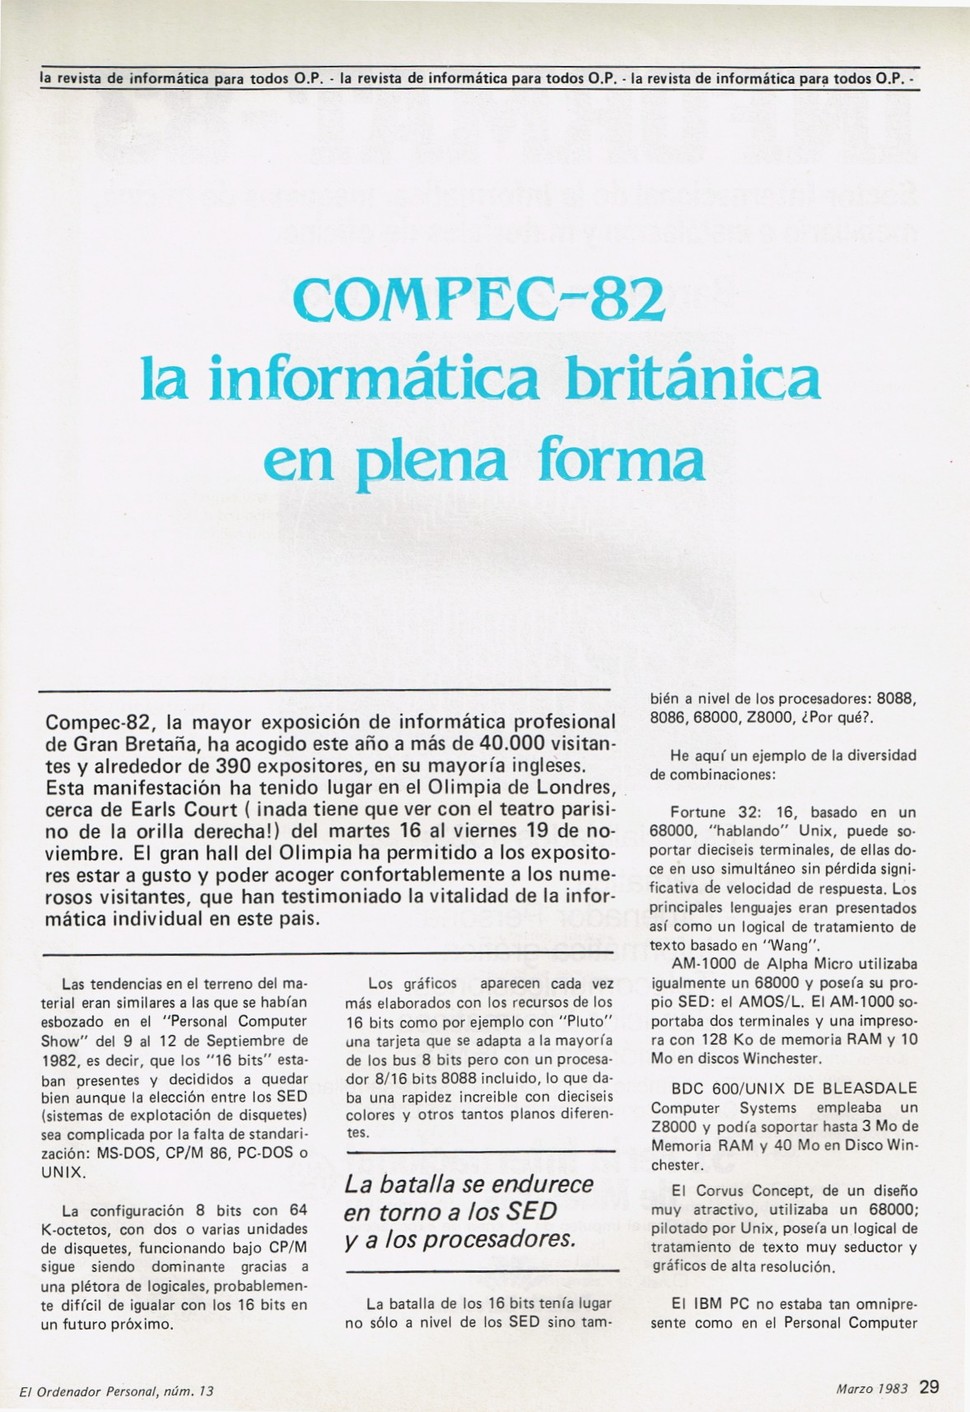 la revista de informática para todos O.P. - la revista de informática para todos O.P. - la revista de informática para todos O.P. -
COMPEC-82
la informática británica
en plena forma
Compec-82, la mayor exposición de informática profesional
de Gran Bretaña, ha acogido este año a más de 40.000 visitan-
tes y alrededor de 390 expositores, en su mayoría ingleses.
Esta manifestación ha tenido lugar en el Olimpia de Londres,
cerca de Earls Court ( inada tiene que ver con el teatro parisi-
no de la orilla derecha!) del martes 16 al viernes 19 de no-
viembre. El gran hall del Olimpia ha permitido a los exposito-
res estar a gusto y poder acoger confortablemente a los nume-
rosos visitantes, que han testimoniado la vitalidad de la infor-
mática individual en este pais.
Las tendencias en el terreno del ma-
terial eran similares a las que se habían
esbozado en el "Personal Computer
Show" del 9 al 12 de Septiembre de
1982, es decir, que los "16 bits" esta-
ban presentes y decididos a quedar
bien aunque la elección entre los SED
(sistemas de explotación de disquetes)
sea complicada por la falta de standari-
zación: MS-DOS, CP/M 86, PC-DOS o
UNIX.
La configuración 8 bits con 64
K-octetos, con dos o varias unidades
de disquetes, funcionando bajo CP/M
sigue siendo dominante gracias a
una plétora de logicales, probablemen-
te difícil de igualar con los 16 bits en
un futuro próximo.
Los gráficos aparecen cada vez
más elaborados con los recursos de los
16 bits como por ejemplo con "Pluto"
una tarjeta que se adapta a la mayoría
de los bus 8 bits pero con un procesa-
dor 8/16 bits 8088 incluido, lo que da-
ba una rapidez increible con dieciseis
colores y otros tantos planos diferen-
tes.
La batalla se endurece
en torno a los SED
y a los procesadores.
La batalla de los 16 bits tenía lugar
no sólo a nivel de los SED sino tam-
bién a nivel de los procesadores: 8088,
8086, 68000, Z8000, ¿Por qué?.
He aquí un ejemplo de la diversidad
de combinaciones:
Fortune 32: 16, basado en un
68000, "hablando" Unix, puede so-
portar dieciseis terminales, de ellas do-
ce en uso simultáneo sin pérdida signi-
ficativa de velocidad de respuesta. Los
principales lenguajes eran presentados
así como un logical de tratamiento de
texto basado en "Wang".
AM-1000 de Alpha Micro utilizaba
igualmente un 68000 y poseía su pro-
pio SED: el AMOS/L. El AM-1000 so-
portaba dos terminales y una impreso-
ra con 128 Ko de memoria RAM y 10
Mo en discos Winchester.
BDC 600/UNIX DE BLEASDALE
Computer Systems empleaba un
Z8000 y podía soportar hasta 3 Mo de
Memoria RAM y 40 Mo en Disco Win-
chester.
El Corvus Concept, de un diseño
muy atractivo, utilizaba un 68000;
pilotado por Unix, poseía un logical de
tratamiento de texto muy seductor y
gráficos de alta resolución.
El IBM PC no estaba tan omnipre-
sente como en el Personal Computer
El Ordenador Personal, núm. 13
Marzo 1983 29